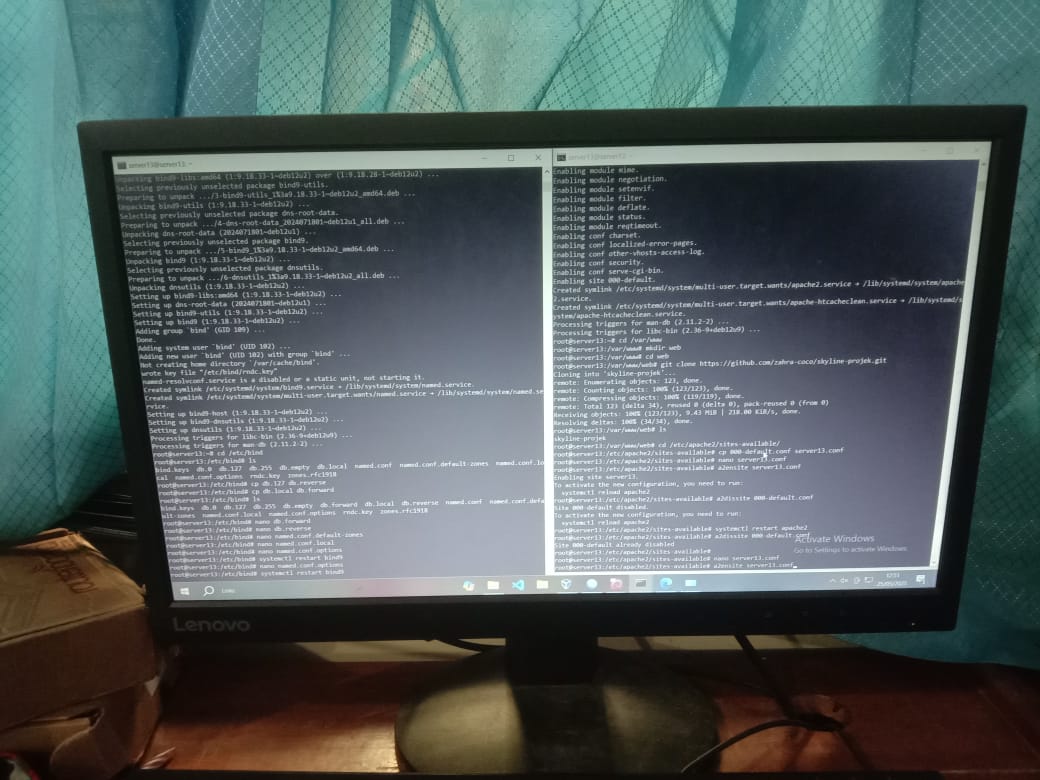 server13@server13: ~
Unpacking bind9-libs:amd64 (1:9.18.33-1~deb12u2) over (1:9.18.28-1~deb12u2) ...
Selecting previously unselected package bind9-utils.
Preparing to unpack .../3-bind9-utils_1%3a9.18.33-1~deb12u2_amd64.deb ...
Unpacking bind9-utils (1:9.18.33-1~deb12u2) ...
Selecting previously unselected package dns-root-data.
Preparing to unpack .../4-dns-root-data_2024071801~deb12u1_all.deb ...
Unpacking dns-root-data (2024071801~deb12u1) ...
Selecting previously unselected package bind9.
Preparing to unpack .../5-bind9_1%3a9.18.33-1~deb12u2_amd64.deb ...
Unpacking bind9 (1:9.18.33-1~deb12u2) ...
Selecting previously unselected package dnsutils.
Preparing to unpack .../6-dnsutils_1%3a9.18.33-1~deb12u2_all.deb ...
Unpacking dnsutils (1:9.18.33-1~deb12u2) ...
Setting up bind9-libs:amd64 (1:9.18.33-1~deb12u2) ...
Setting up dns-root-data (2024071801~deb12u1) ...
Setting up bind9-utils (1:9.18.33-1~deb12u2) ...
Setting up bind9 (1:9.18.33-1~deb12u2) ...
Adding group `bind' (GID 109) ...
Done.
Adding system user `bind' (UID 102) ...
Adding new user `bind' (UID 102) with group `bind' ...
Not creating home directory `/var/cache/bind'.
wrote key file "/etc/bind/rndc.key"
named-resolvconf.service is a disabled or a static unit, not starting it.
Created symlink /etc/systemd/system/bind9.service → /lib/systemd/system/named.service.
Created symlink /etc/systemd/system/multi-user.target.wants/named.service → /lib/systemd/system/named.se
rvice.
Setting up bind9-host (1:9.18.33-1~deb12u2) ...
Setting up bind9-dnsutils (1:9.18.33-1~deb12u2) ...
Setting up dnsutils (1:9.18.33-1~deb12u2) ...
Processing triggers for libc-bin (2.36-9+deb12u9) ...
Processing triggers for man-db (2.11.2-2) ...
root@server13:~# cd /etc/bind
root@server13:/etc/bind# ls
bind.keys db.0 db.127 db.255 db.empty db.local named.conf named.conf.default-zones named.conf.lo
cal named.conf.options rndc.key zones.rfc1918
root@server13:/etc/bind# cp db.127 db.reverse
root@server13:/etc/bind# cp db.local db.forward
root@server13:/etc/bind# ls
bind.keys db.0 db.127 db.255 db.empty db.forward db.local db.reverse named.conf named.conf.defa
ult-zones named.conf.local named.conf.options rndc.key zones.rfc1918
root@server13:/etc/bind# nano db.forward
root@server13:/etc/bind# nano db.reverse
root@server13:/etc/bind# nano named.conf.default-zones
root@server13:/etc/bind# nano named.conf.local
root@server13:/etc/bind# nano named.conf.options
root@server13:/etc/bind# systemctl restart bind9
root@server13:/etc/bind# nano named.conf.options
root@server13:/etc/bind# systemctl restart bind9
server13@server13: ~
Enabling module mime.
Enabling module negotiation.
Enabling module setenvif.
Enabling module filter.
Enabling module deflate.
Enabling module status.
Enabling module reqtimeout.
Enabling conf charset.
Enabling conf localized-error-pages.
Enabling conf other-vhosts-access-log.
Enabling conf security.
Enabling conf serve-cgi-bin.
Enabling site 000-default.
Created symlink /etc/systemd/system/multi-user.target.wants/apache2.service → /lib/systemd/system/apache
2.service.
Created symlink /etc/systemd/system/multi-user.target.wants/apache-htcacheclean.service → /lib/systemd/s
ystem/apache-htcacheclean.service.
Processing triggers for man-db (2.11.2-2) ...
Processing triggers for libc-bin (2.36-9+deb12u9) ...
root@server13:~# cd /var/www
root@server13:/var/www# mkdir web
root@server13:/var/www# cd web
root@server13:/var/www/web# git clone https://github.com/zahra-coco/skyline-projek.git
Cloning into 'skyline-projek'...
remote: Enumerating objects: 123, done.
remote: Counting objects: 100% (123/123), done.
remote: Compressing objects: 100% (119/119), done.
remote: Total 123 (delta 34), reused 0 (delta 0), pack-reused 0 (from 0)
Receiving objects: 100% (123/123), 9.43 MiB | 218.00 KiB/s, done.
Resolving deltas: 100% (34/34), done.
root@server13:/var/www/web# ls
skyline-projek
root@server13:/var/www/web# cd /etc/apache2/sites-available/
root@server13:/etc/apache2/sites-available# cp 000-default.conf server13.conf
root@server13:/etc/apache2/sites-available# nano server13.conf
root@server13:/etc/apache2/sites-available# a2ensite server13.conf
Enabling site server13.
To activate the new configuration, you need to run:
systemctl reload apache2
root@server13:/etc/apache2/sites-available# a2dissite 000-default.conf
Site 000-default disabled.
To activate the new configuration, you need to run:
systemctl reload apache2
root@server13:/etc/apache2/sites-available# systemctl restart apache2
root@server13:/etc/apache2/sites-available# a2dissite 000-default.conf
Site 000-default already disabled
root@server13:/etc/apache2/sites-available#
root@server13:/etc/apache2/sites-available# nano server13.conf
root@server13:/etc/apache2/sites-available# a2ensite server13.conf
Activate Windows
Go to Settings to activate Windows.
Links
Lenovo